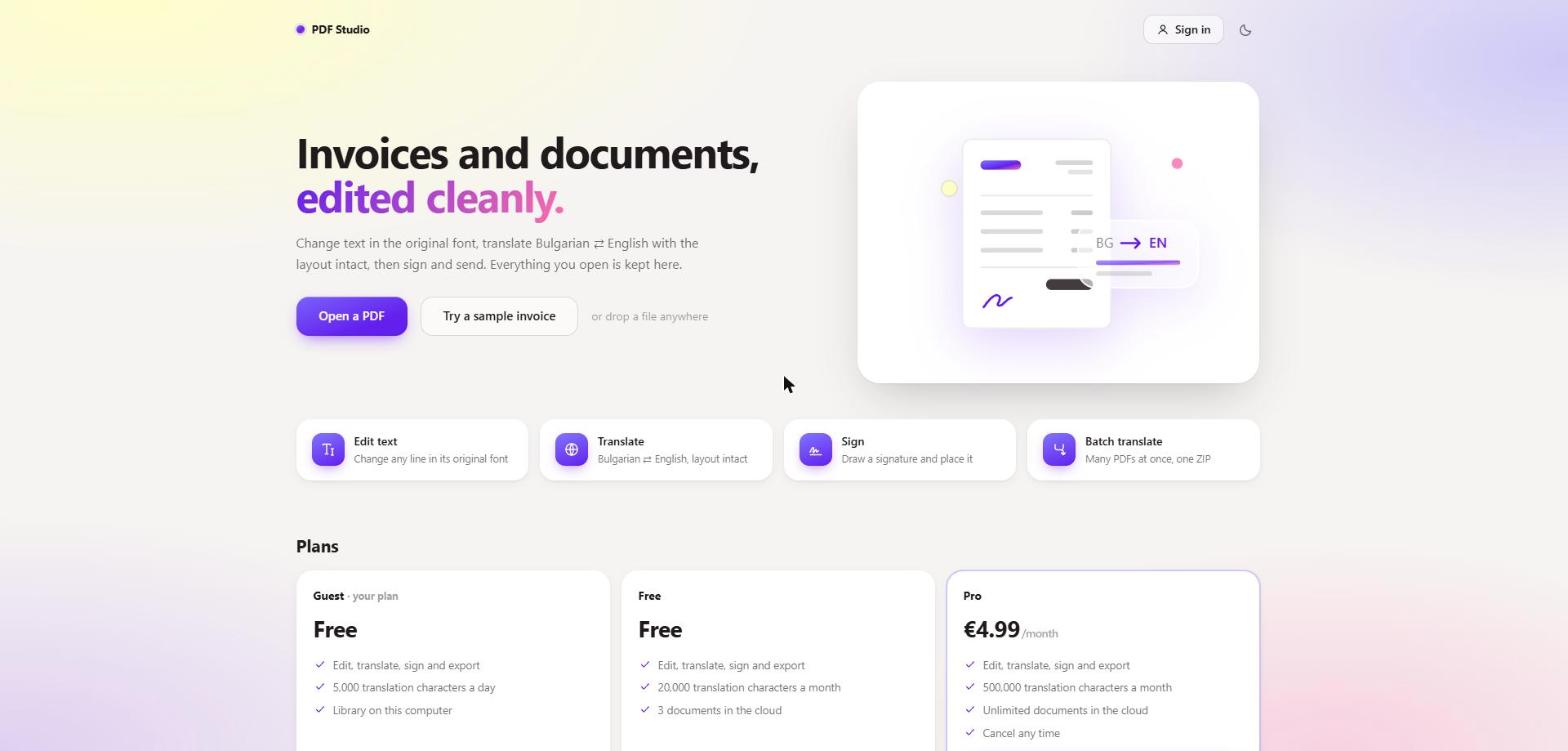 PDF Studio
Sign in
Invoices and documents,
edited cleanly.
Change text in the original font, translate Bulgarian ⇄ English with the
layout intact, then sign and send. Everything you open is kept here.
Open a PDF
Try a sample invoice
or drop a file anywhere
BG → EN
Edit text
Change any line in its original font
Translate
Bulgarian ⇄ English, layout intact
Sign
Draw a signature and place it
Batch translate
Many PDFs at once, one ZIP
Plans
Guest · your plan
Free
Edit, translate, sign and export
5,000 translation characters a day
Library on this computer
Free
Free
Edit, translate, sign and export
20,000 translation characters a month
3 documents in the cloud
Pro
€4.99 /month
Edit, translate, sign and export
500,000 translation characters a month
Unlimited documents in the cloud
Cancel any time